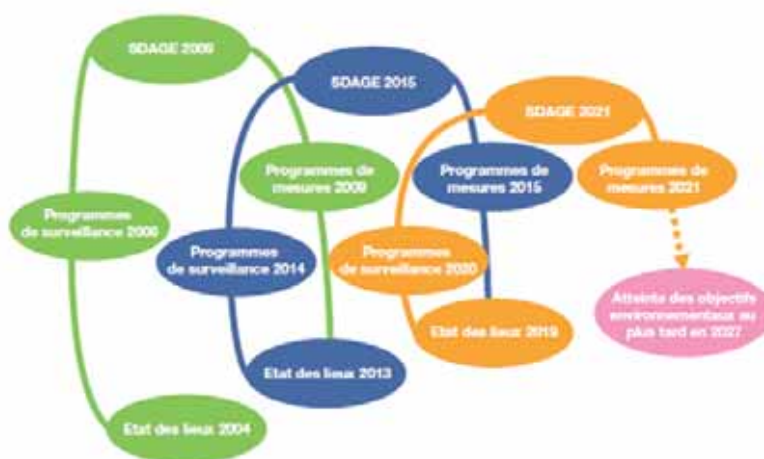 SDAGE 2009
SDAGE 2015
SDAGE 2021
Programmes de
mesures 2009
Programmes de
mesures 2015
Programmes de
mesures 2021
Programmes
de surveillance 2006
Programmes
de surveillance 2014
Programmes
de surveillance 2020
Atteinte des objectifs
environnementaux au
plus tard en 2027
Etat des lieux 2019
Etat des lieux 2013
Etat des lieux 2004